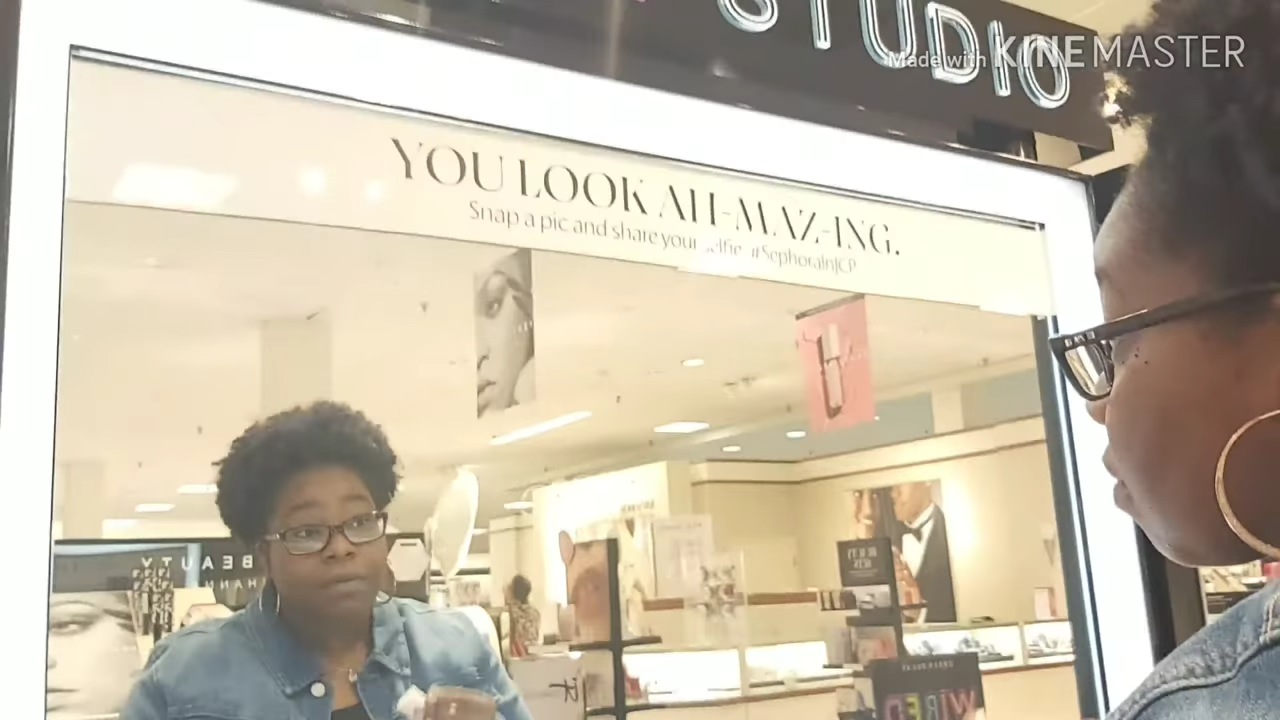 STUDIO
Made with KINEMASTER
YOU LOOK AH-MAZ-ING.
Snap a pic and share your selfie #SephoraInJCP
BEAUTY
WIRED